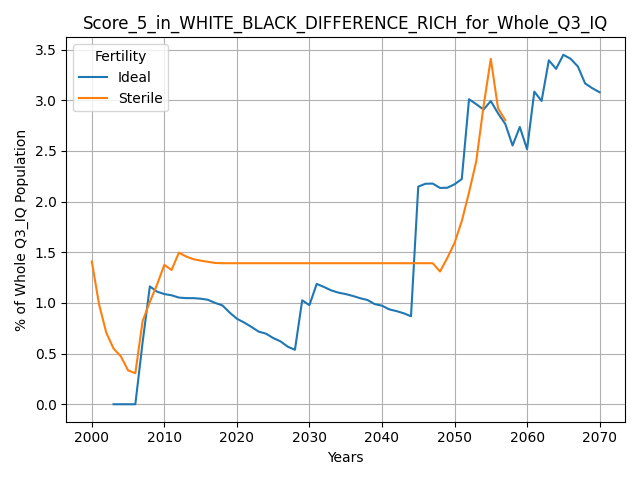 Score_5_in_WHITE_BLACK_DIFFERENCE_RICH_for_Whole_Q3_IQ
Fertility
Ideal
Sterile
% of Whole Q3_IQ Population
3.5
3.0
2.5
2.0
1.5
1.0
0.5
0.0
2000 2010 2020 2030 2040 2050 2060 2070
Years